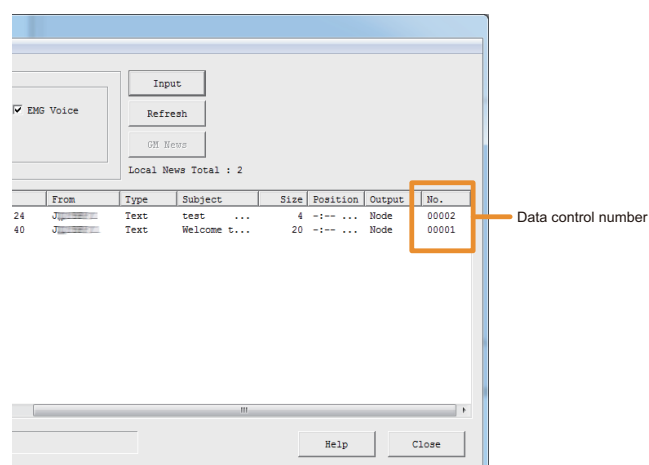 Input
EMG Voice
Refresh
GM News
Local News Total : 2
From Type Subject Size Position Output No.
24 Text test ... 4 -:-- ... Node 00002
40 Text Welcome t... 20 -:-- ... Node 00001
Data control number
Help Close